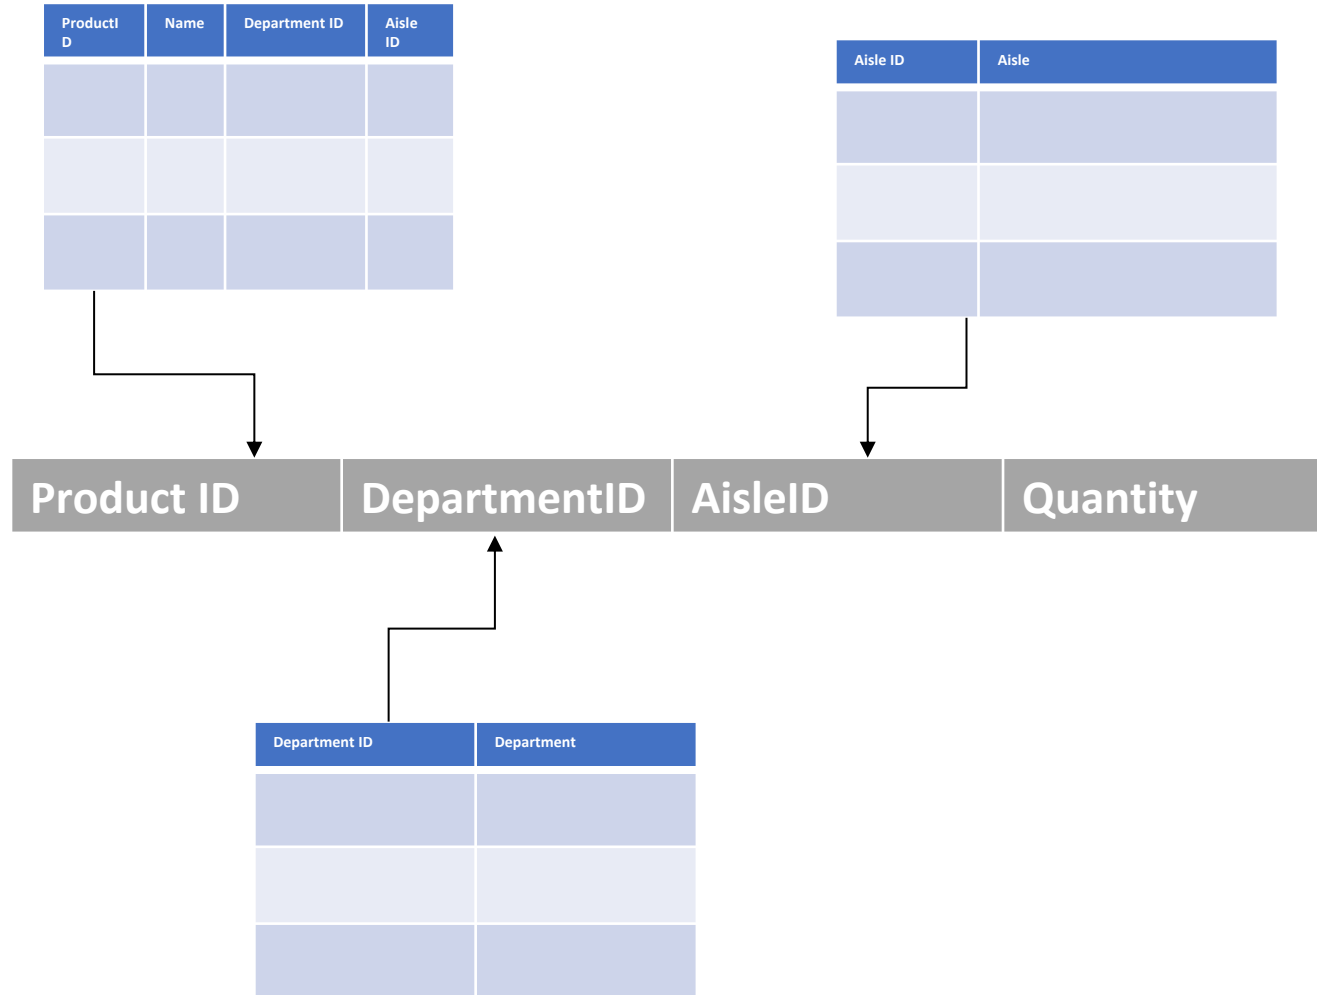 ProductI
D
Name
Department ID
Aisle
ID
Aisle ID
Aisle
Product ID
DepartmentID
AisleID
Quantity
Department ID
Department